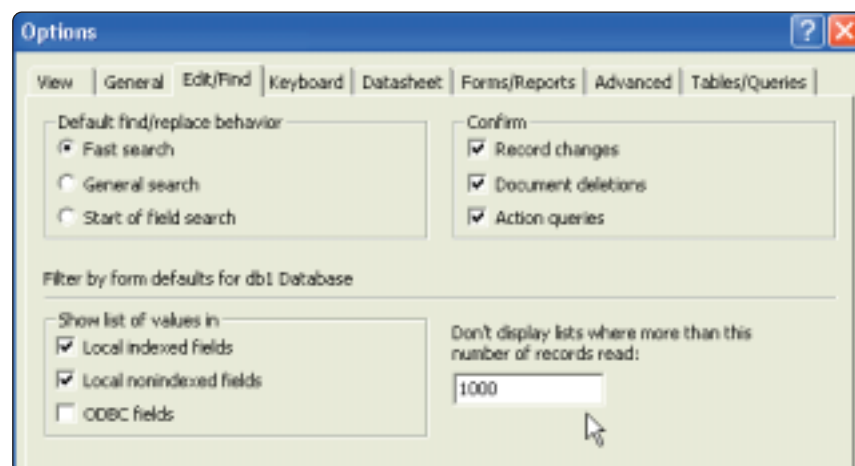 Options
View General Edit/Find Keyboard Datasheet Forms/Reports Advanced Tables/Queries
Default find/replace behavior
Fast search
General search
Start of field search
Confirm
Record changes
Document deletions
Action queries
Filter by form defaults for db1 Database
Show list of values in
Local indexed fields
Local nonindexed fields
ODBC fields
Don't display lists where more than this
number of records read:
1000